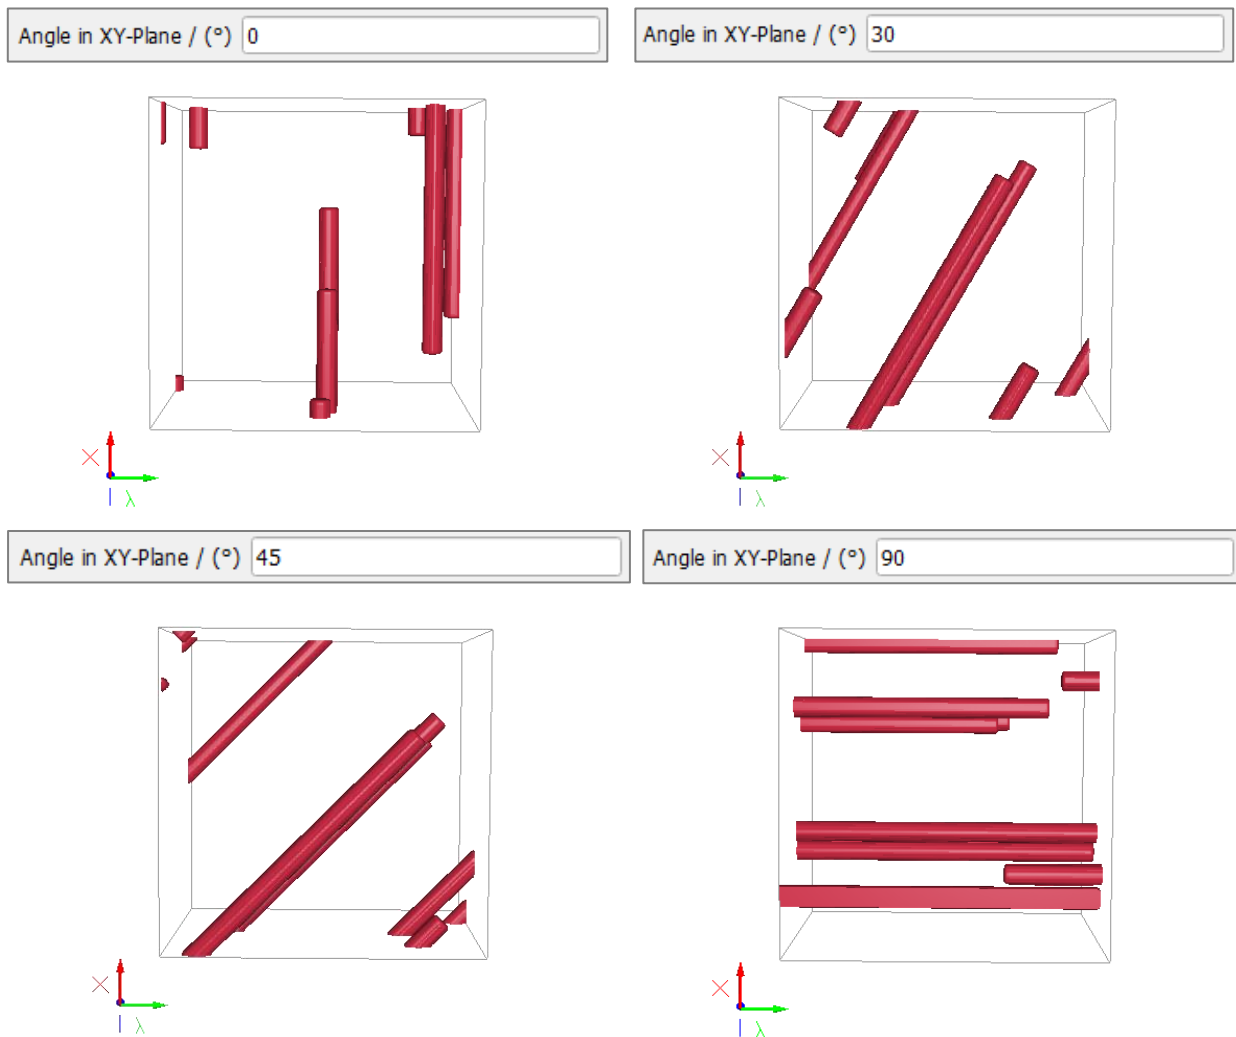 Angle in XY-Plane / (°) 0
Angle in XY-Plane / (°) 30
X
X
Angle in XY-Plane / (°) 45
Angle in XY-Plane / (°) 90
X
X